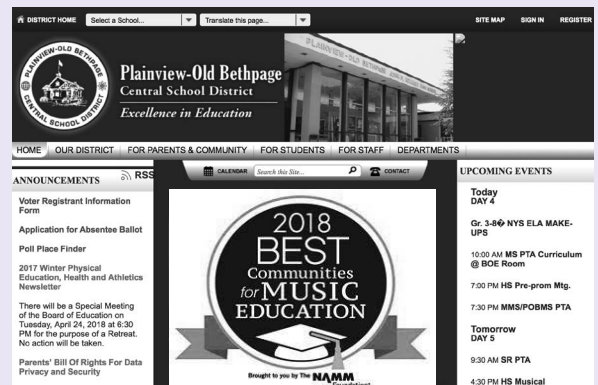 DISTRICT HOME
Select a School...
Translate this page...
SITE MAP
SIGN IN
REGISTER
PLAINVIEW-OLD BETHPAGE
CENTRAL SCHOOL DISTRICT
Plainview-Old Bethpage
Central School District
Excellence in Education
HOME
OUR DISTRICT
FOR PARENTS & COMMUNITY
FOR STUDENTS
FOR STAFF
DEPARTMENTS
ANNOUNCEMENTS
RSS
Voter Registrant Information
Form
Application for Absentee Ballot
Poll Place Finder
2017 Winter Physical
Education, Health and Athletics
Newsletter
There will be a Special Meeting
of the Board of Education on
Tuesday, April 24, 2018 at 6:30
PM for the purpose of a Retreat.
No action will be taken.
Parents' Bill Of Rights For Data
Privacy and Security
CALENDAR
Search this Site...
CONTACT
2018
BEST
Communities
for MUSIC
EDUCATION
Brought to you by The NAMM
Foundation
UPCOMING EVENTS
Today
DAY 4
Gr. 3-8� NYS ELA MAKE-
UPS
10:00 AM MS PTA Curriculum
@ BOE Room
7:00 PM HS Pre-prom Mtg.
7:30 PM MMS/POBMS PTA
Tomorrow
DAY 5
9:30 AM SR PTA
4:30 PM HS Musical